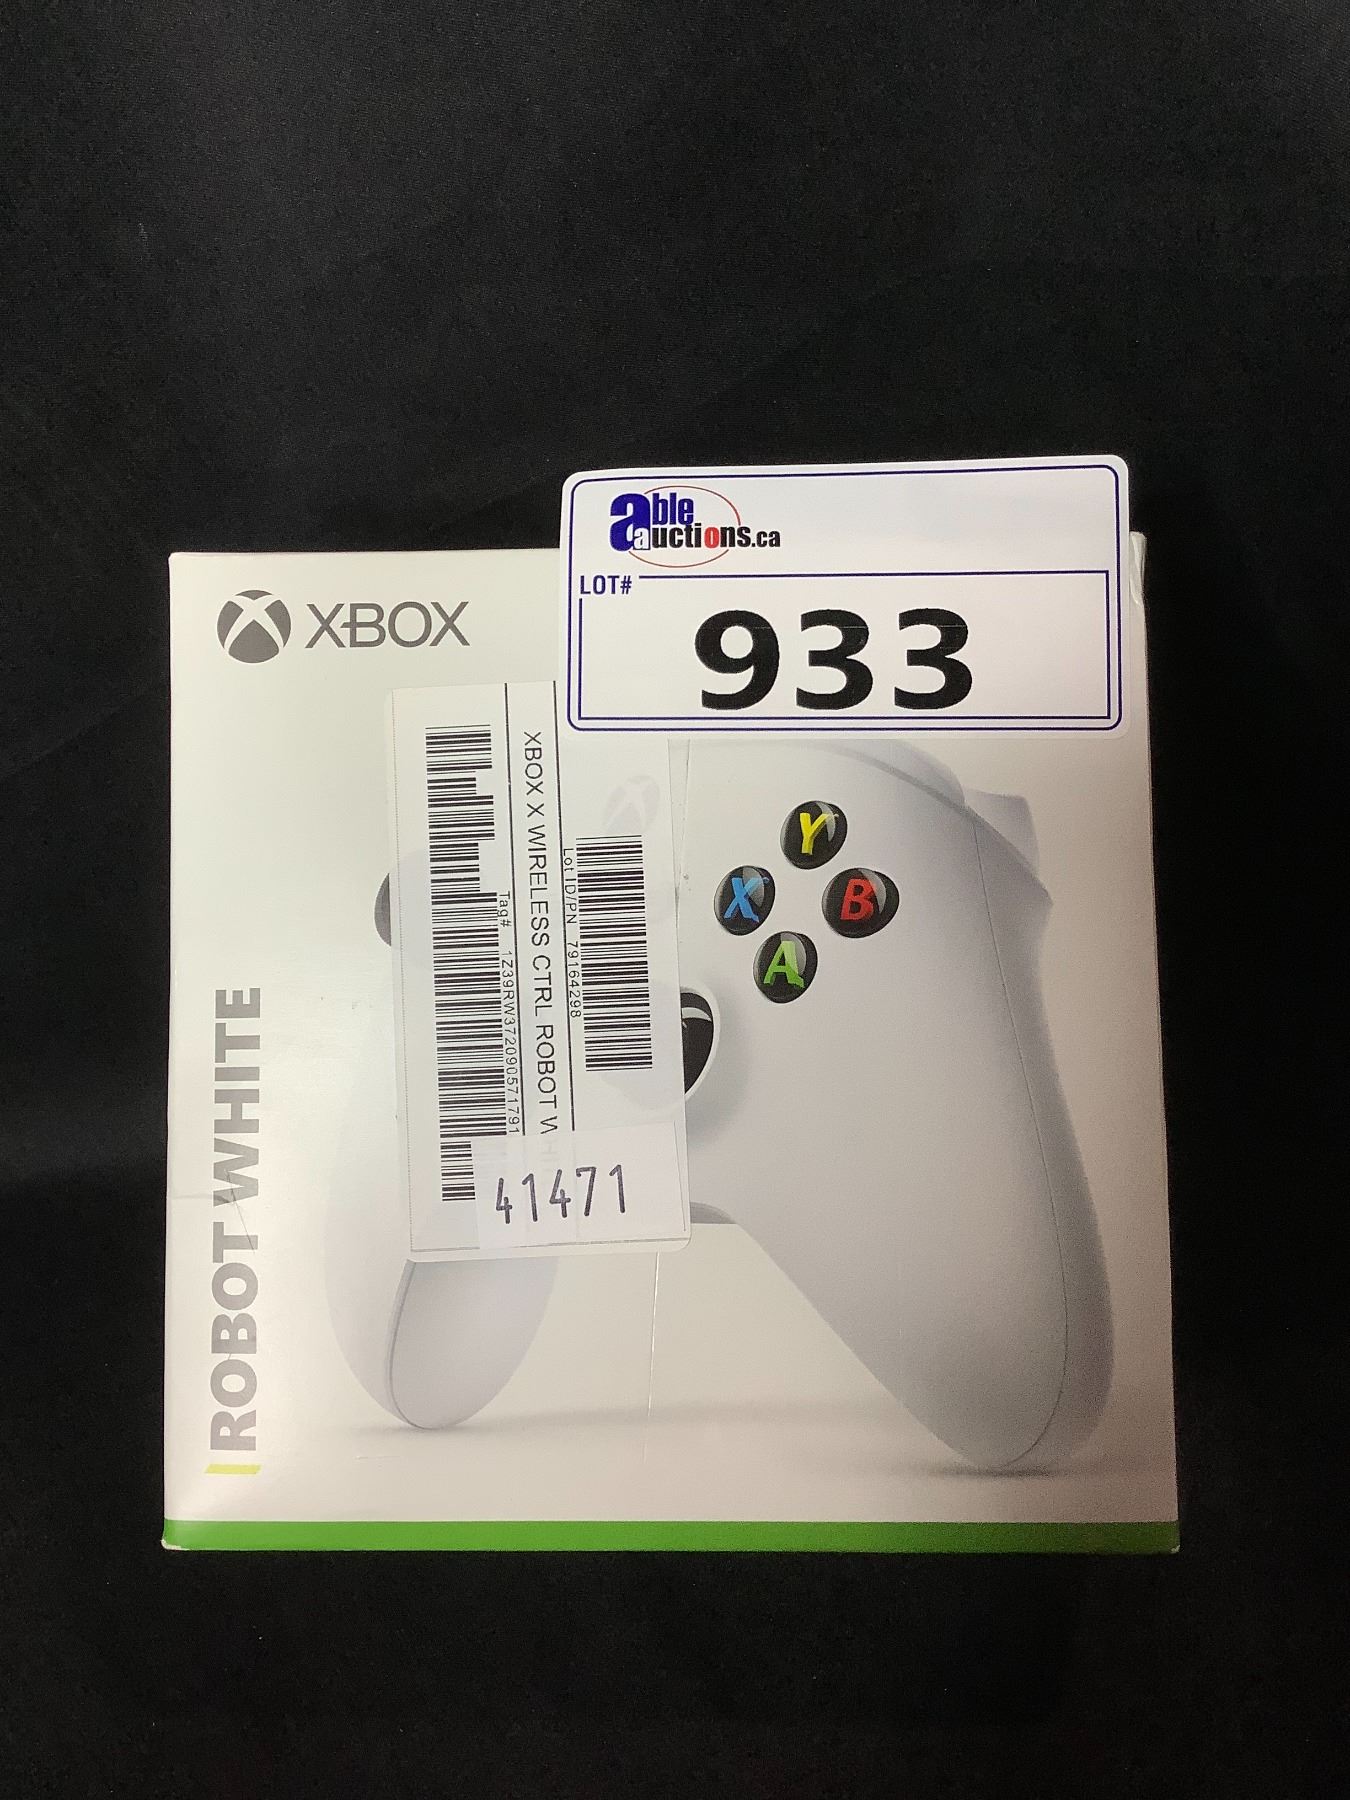 able
auctions.ca
LOT#
933
XBOX
XBOX X WIRELESS CTRL ROBOT WHI
Lot ID/PN 79164298
Tag# 1Z39RW372090571791
41471
Y
X
B
A
ROBOT WHITE